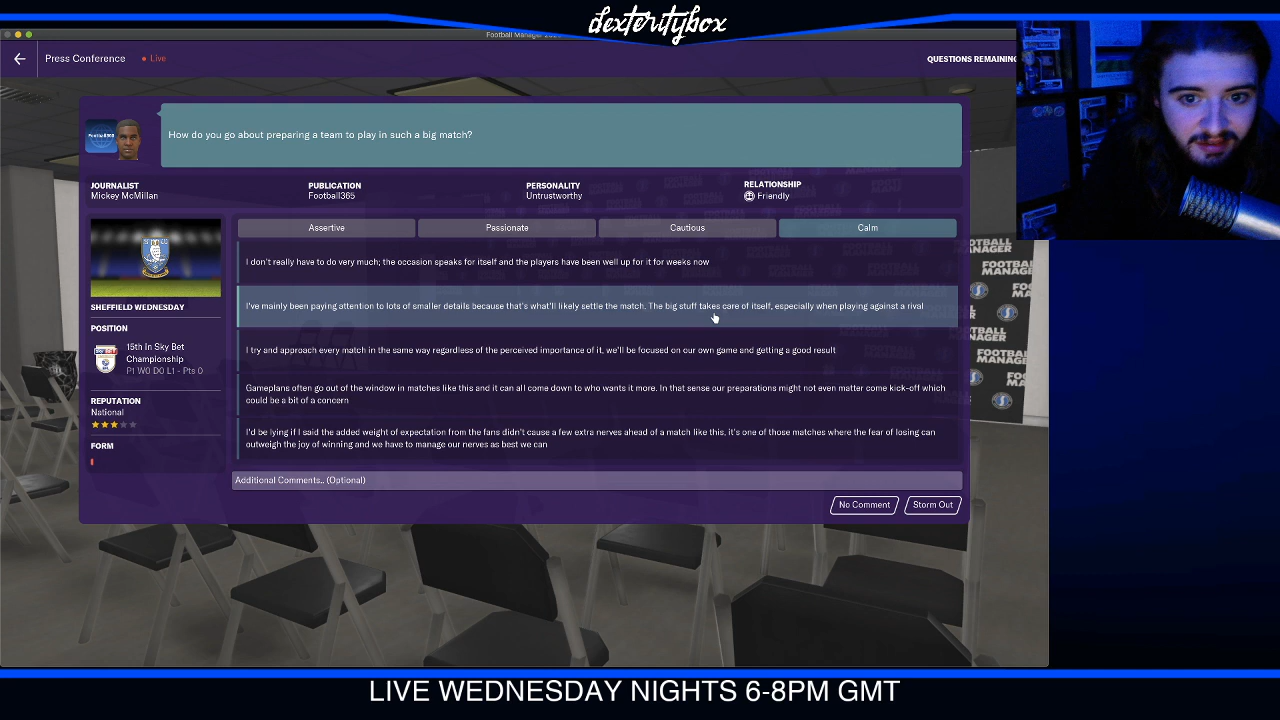 dexteritybox
Football Manager
Press Conference
Live
QUESTIONS REMAINING
How do you go about preparing a team to play in such a big match?
JOURNALIST
Mickey McMillan
PUBLICATION
Football365
PERSONALITY
Untrustworthy
RELATIONSHIP
Friendly
Assertive
Passionate
Cautious
Calm
I don't really have to do very much; the occasion speaks for itself and the players have been well up for it for weeks now
I've mainly been paying attention to lots of smaller details because that's what'll likely settle the match. The big stuff takes care of itself, especially when playing against a rival
I try and approach every match in the same way regardless of the perceived importance of it, we'll be focused on our own game and getting a good result
Gameplans often go out of the window in matches like this and it can all come down to who wants it more. In that sense our preparations might not even matter come kick-off which
could be a bit of a concern
I'd be lying if I said the added weight of expectation from the fans didn't cause a few extra nerves ahead of a match like this, it's one of those matches where the fear of losing can
outweigh the joy of winning and we have to manage our nerves as best we can
SHEFFIELD WEDNESDAY
POSITION
15th In Sky Bet
Championship
P1 W0 D0 L1 - Pts 0
REPUTATION
National
FORM
Additional Comments.. (Optional)
No Comment
Storm Out
FOOTBALL
MANAGER
FOOTBALL
MANAGER
LIVE WEDNESDAY NIGHTS 6-8PM GMT